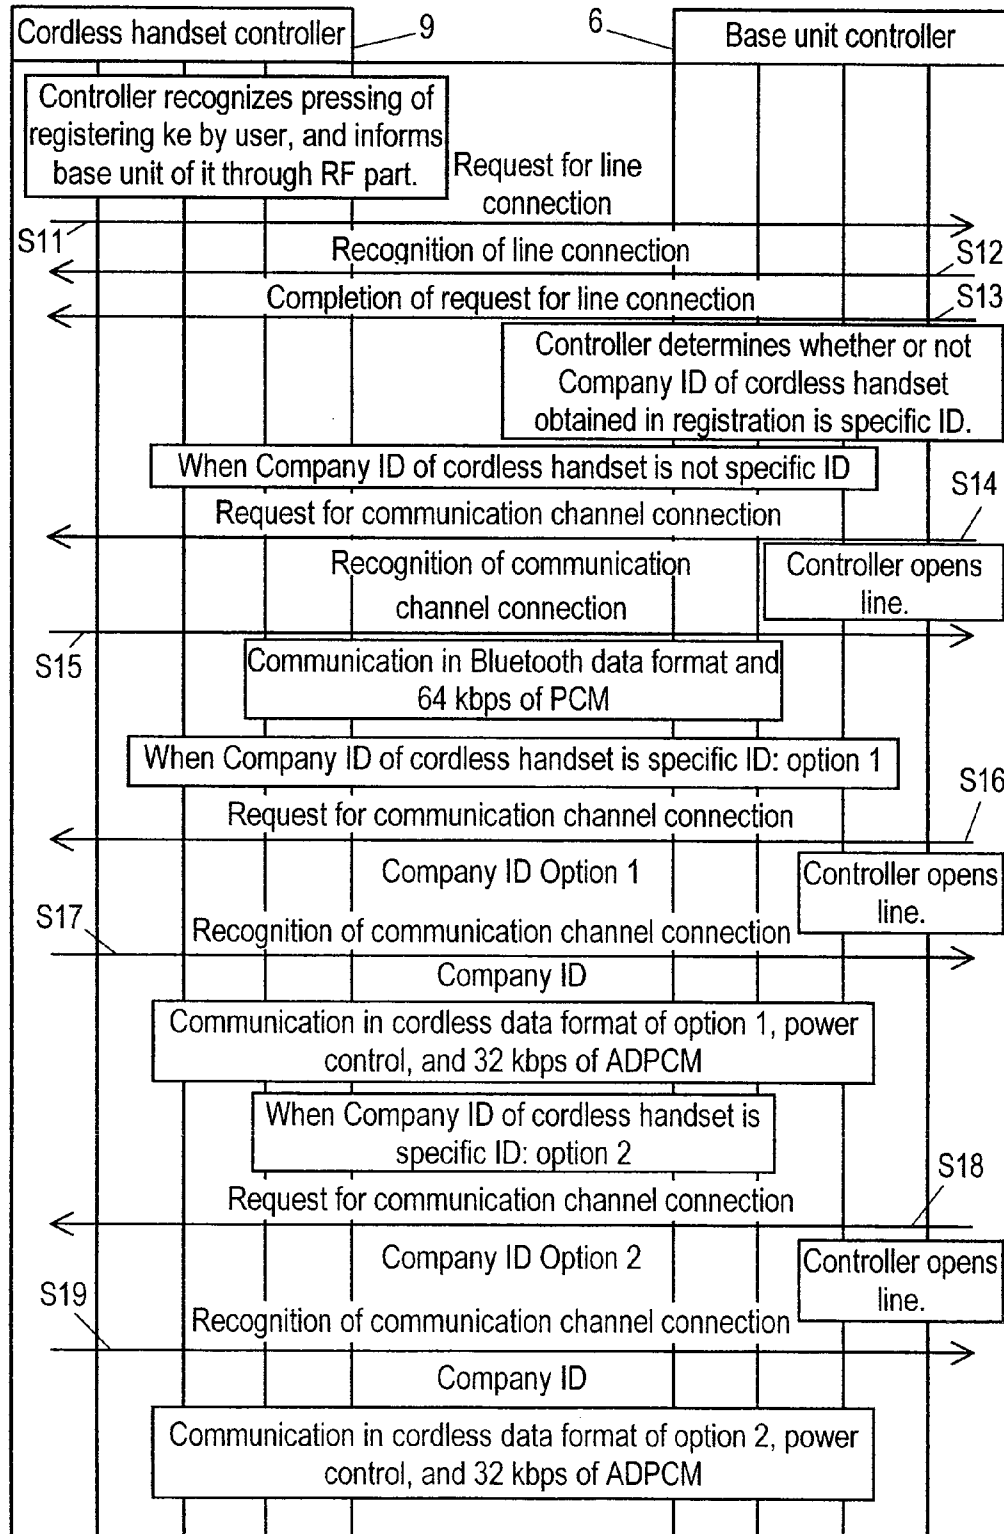 Cordless handset controller
9
6
Base unit controller
Controller recognizes pressing of
registering ke by user, and informs
base unit of it through RF part.
Request for line
connection
S11
Recognition of line connection
S12
Completion of request for line connection
S13
Controller determines whether or not
Company ID of cordless handset
obtained in registration is specific ID.
When Company ID of cordless handset is not specific ID
S14
Request for communication channel connection
Recognition of communication
channel connection
Controller opens
line.
S15
Communication in Bluetooth data format and
64 kbps of PCM
When Company ID of cordless handset is specific ID: option 1
S16
Request for communication channel connection
Company ID Option 1
Controller opens
line.
S17
Recognition of communication channel connection
Company ID
Communication in cordless data format of option 1, power
control, and 32 kbps of ADPCM
When Company ID of cordless handset is
specific ID: option 2
S18
Request for communication channel connection
Company ID Option 2
Controller opens
line.
S19
Recognition of communication channel connection
Company ID
Communication in cordless data format of option 2, power
control, and 32 kbps of ADPCM